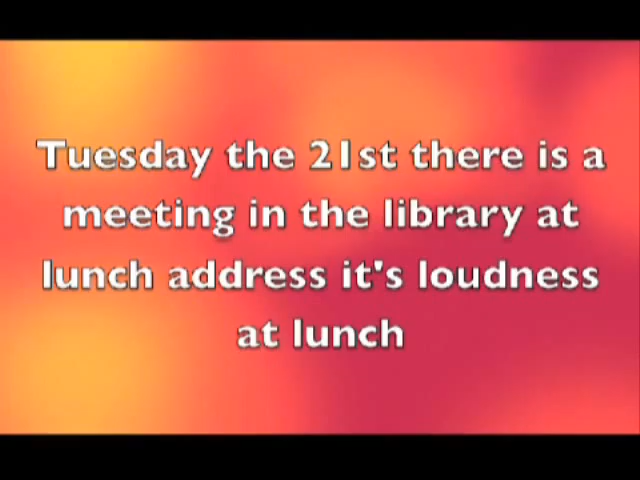 Tuesday the 21st there is a
meeting in the library at
lunch address it's loudness
at lunch